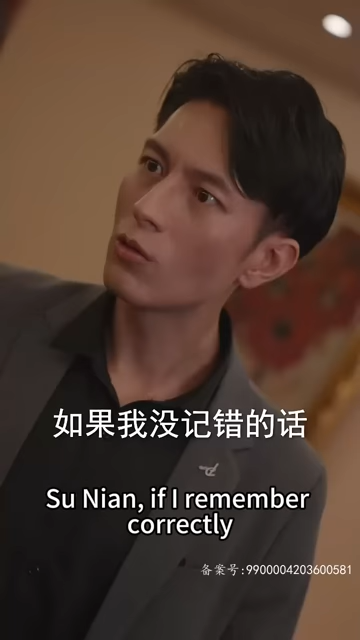 如果我没记错的话
Su Nian, if I remember
correctly
备案号:9900004203600581